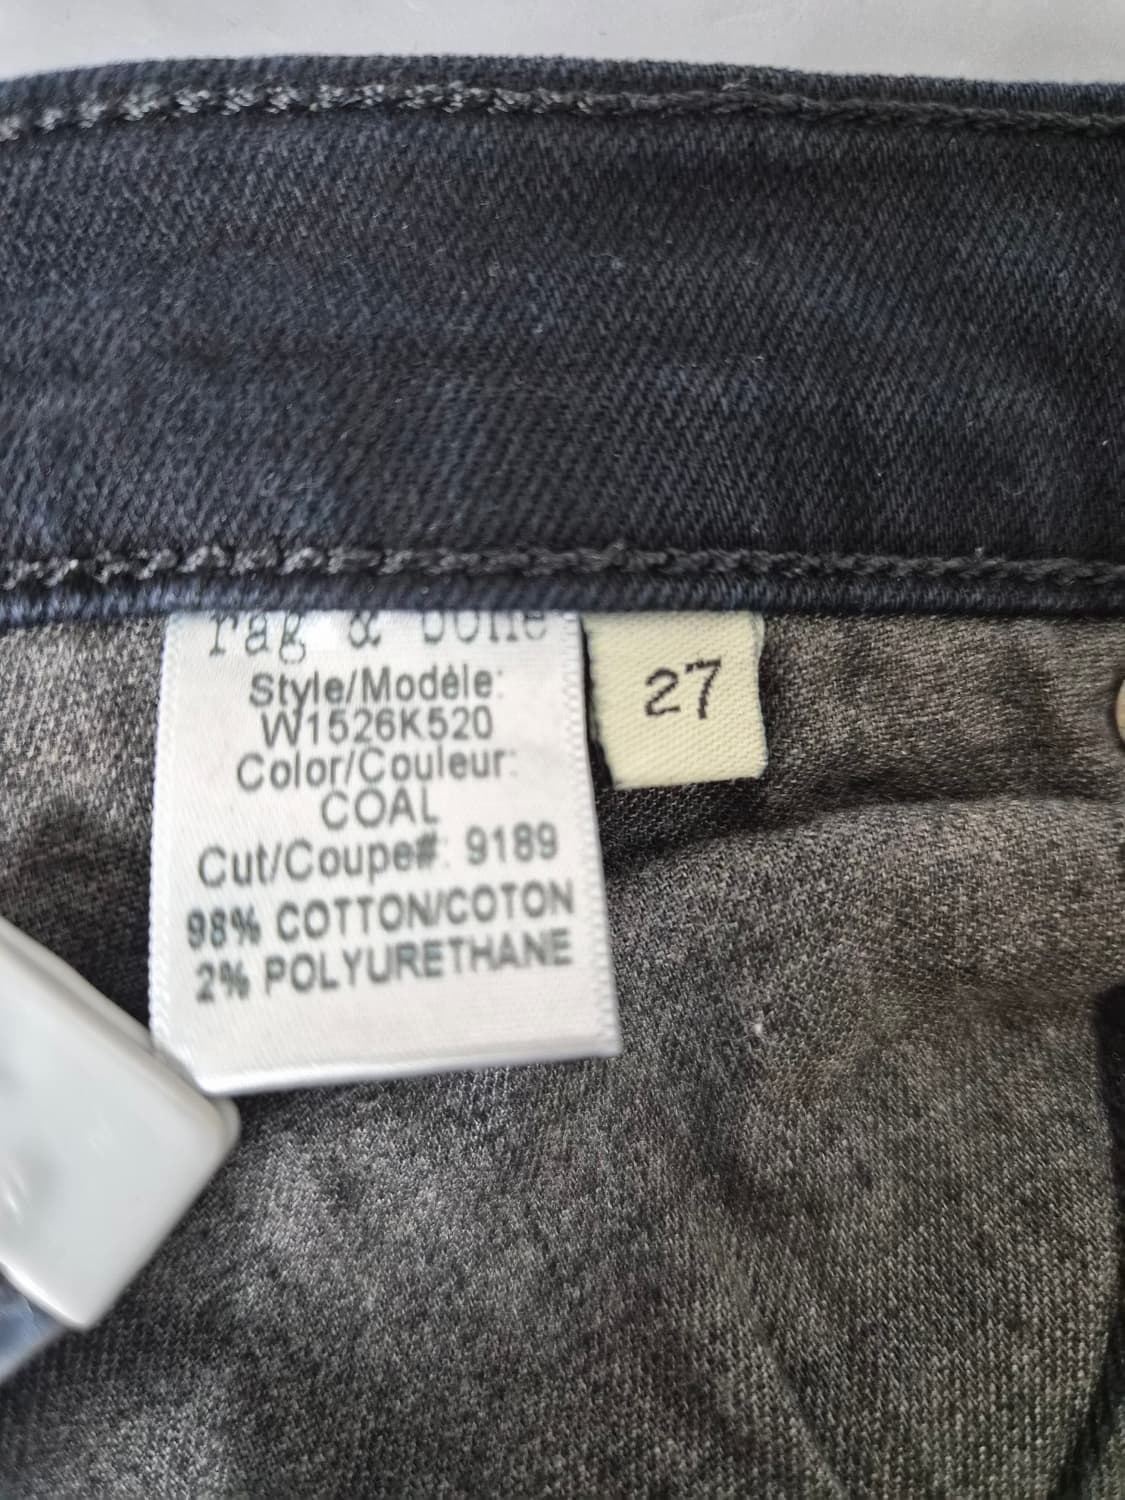 rag & bone
27
Style/Modèle:
W1526K520
Color/Couleur:
COAL
Cut/Coupe#: 9189
98% COTTON/COTON
2% POLYURETHANE